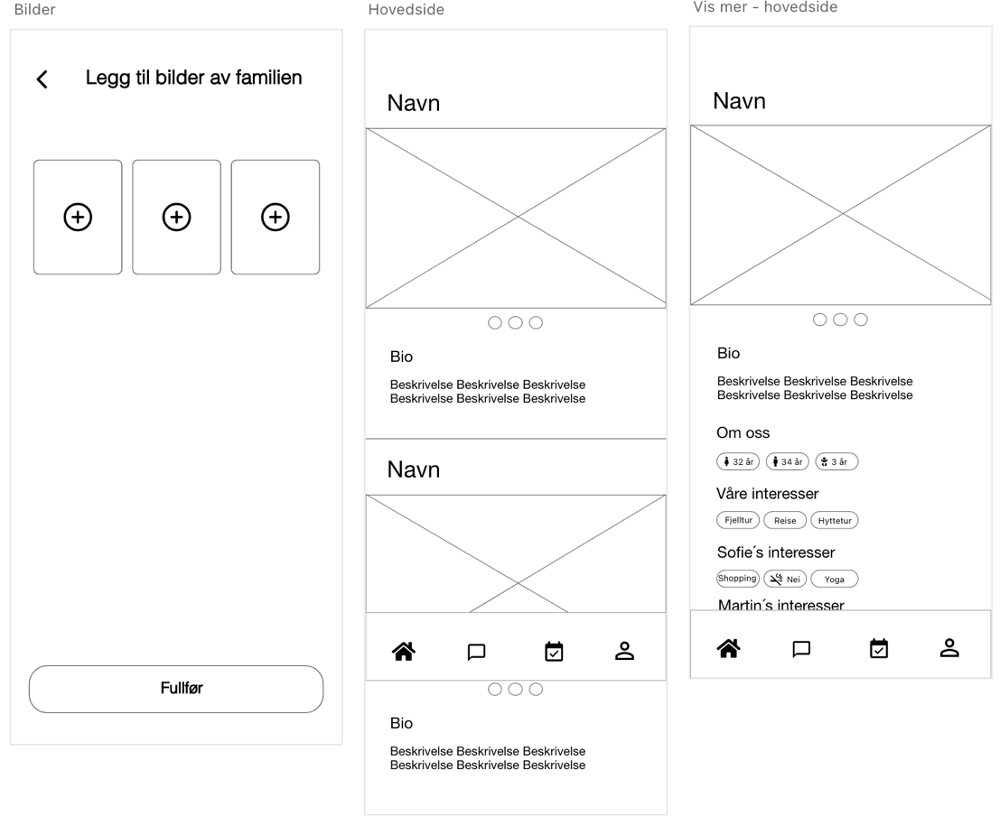 Bilder
Legg til bilder av familien
Fullfør
Hovedside
Navn
Bio
Beskrivelse Beskrivelse Beskrivelse
Beskrivelse Beskrivelse Beskrivelse
Navn
Bio
Beskrivelse Beskrivelse Beskrivelse
Beskrivelse Beskrivelse Beskrivelse
Vis mer - hovedside
Navn
Bio
Beskrivelse Beskrivelse Beskrivelse
Beskrivelse Beskrivelse Beskrivelse
Om oss
32 år 34 år 3 år
Våre interesser
Fjelltur Reise Hyttetur
Sofie´s interesser
Shopping Nei Yoga
Martin´s interesser